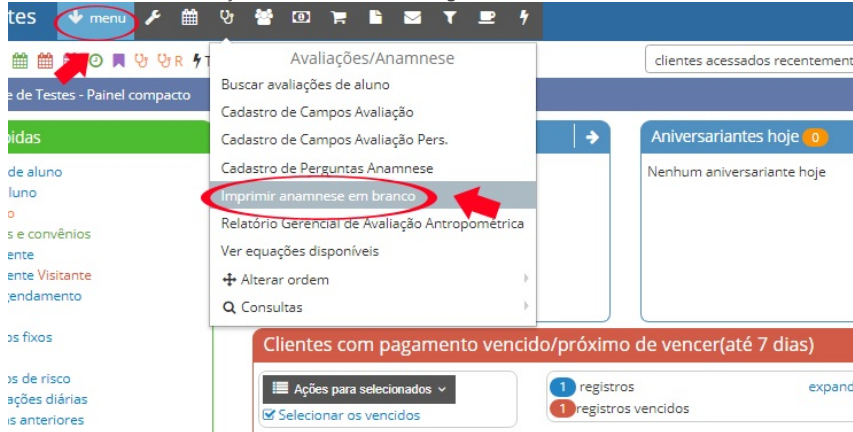 tes menu
R
Avaliações/Anamnese
clientes acessados recentement
Buscar avaliações de aluno
e de Testes - Painel compacto
Cadastro de Campos Avaliação
Cadastro de Campos Avaliação Pers.
Cadastro de Perguntas Anamnese
Imprimir anamnese em branco
Relatório Gerencial de Avaliação Antropométrica
Ver equações disponíveis
Alterar ordem
Consultas
bidas
de aluno
luno
o
s e convênios
ente
ente Visitante
gendamento
os fixos
os de risco
ações diárias
as anteriores
Aniversariantes hoje 0
Nenhum aniversariante hoje
Clientes com pagamento vencido/próximo de vencer(até 7 dias)
Ações para selecionados
Selecionar os vencidos
1 registros
expand
1 registros vencidos